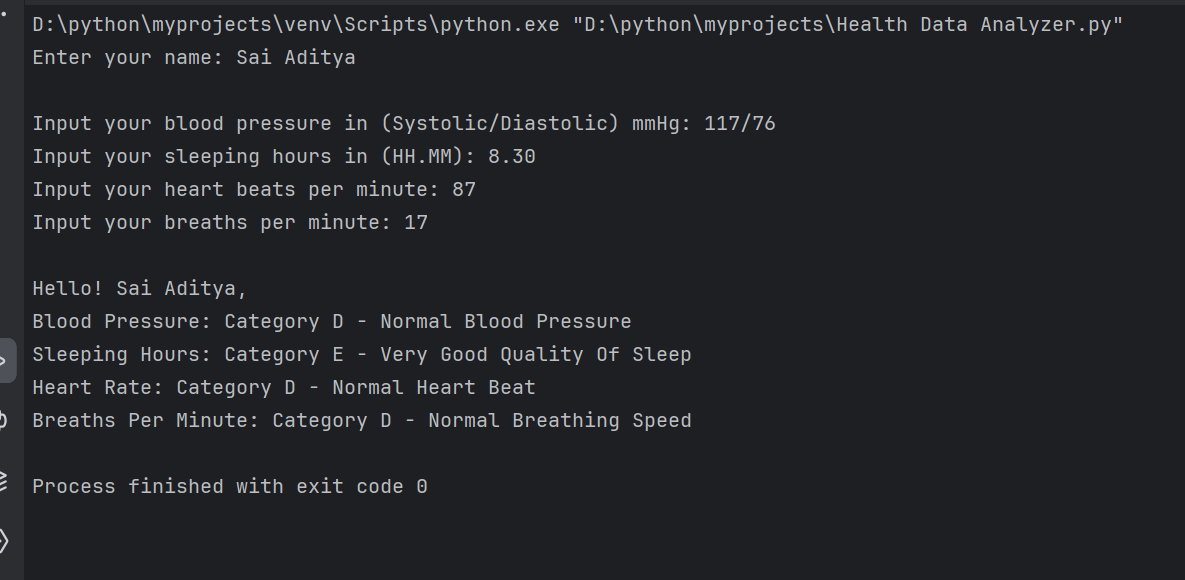 D:\python\myprojects\venv\Scripts\python.exe "D:\python\myprojects\Health Data Analyzer.py"
Enter your name: Sai Aditya
Input your blood pressure in (Systolic/Diastolic) mmHg: 117/76
Input your sleeping hours in (HH.MM): 8.30
Input your heart beats per minute: 87
Input your breaths per minute: 17
Hello! Sai Aditya,
Blood Pressure: Category D - Normal Blood Pressure
Sleeping Hours: Category E - Very Good Quality Of Sleep
Heart Rate: Category D - Normal Heart Beat
Breaths Per Minute: Category D - Normal Breathing Speed
Process finished with exit code 0